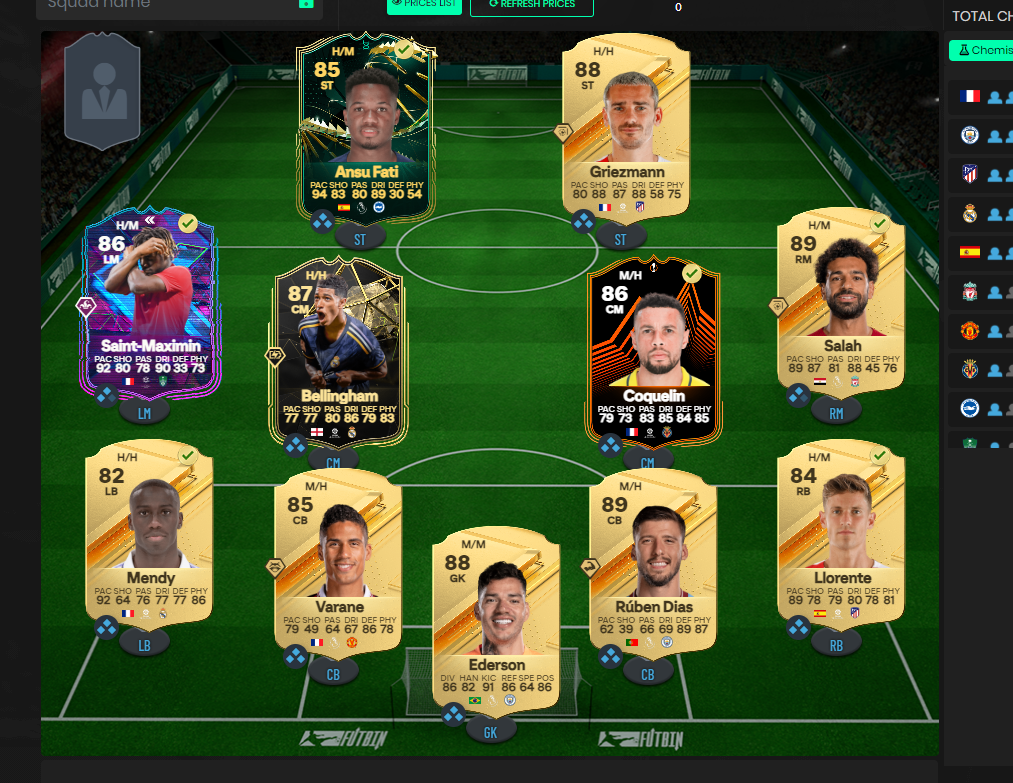 Squad name
PRICES LIST
REFRESH PRICES
0
TOTAL CH
Chemis
H/M
85
ST
Ansu Fati
PAC SHO PAS DRI DEF PHY
94 83 80 89 30 54
ST
H/H
88
ST
Griezmann
PAC SHO PAS DRI DEF PHY
80 88 87 88 58 75
ST
H/M
86
LM
Saint-Maximin
PAC SHO PAS DRI DEF PHY
92 80 78 90 33 73
LM
H/H
87
CM
Bellingham
PAC SHO PAS DRI DEF PHY
77 77 80 86 79 83
CM
M/H
86
CM
Coquelin
PAC SHO PAS DRI DEF PHY
79 73 83 85 84 85
CM
H/M
89
RM
Salah
PAC SHO PAS DRI DEF PHY
89 87 81 88 45 76
RM
H/H
82
LB
Mendy
PAC SHO PAS DRI DEF PHY
92 64 76 77 77 86
LB
M/H
85
CB
Varane
PAC SHO PAS DRI DEF PHY
79 49 64 67 86 78
CB
M/M
88
GK
Ederson
DIV HAN KIC REF SPE POS
86 82 91 86 64 86
GK
M/H
89
CB
Rúben Dias
PAC SHO PAS DRI DEF PHY
62 39 66 69 89 87
CB
H/M
84
RB
Llorente
PAC SHO PAS DRI DEF PHY
89 78 79 80 78 81
RB
FUTBIN
FUTBIN